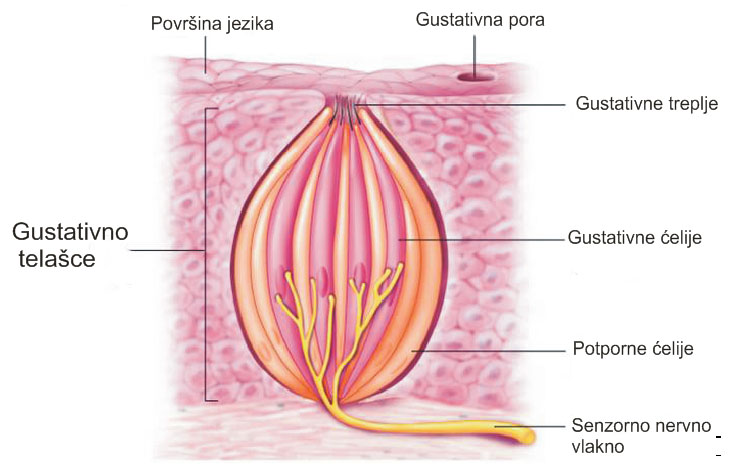 Površina jezika
Gustativna pora
Gustativne treplje
Gustativno
telašce
Gustativne ćelije
Potporne ćelije
Senzorno nervno
vlakno